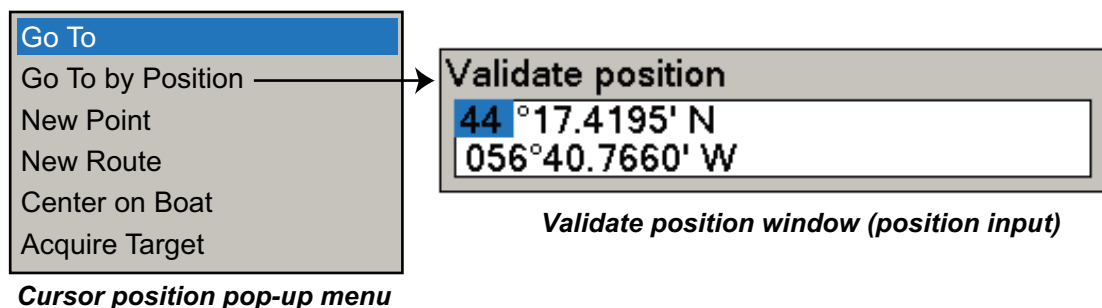 Go To
Go To by Position
New Point
New Route
Center on Boat
Acquire Target
Cursor position pop-up menu
Validate position
44 °17.4195' N
056°40.7660' W
Validate position window (position input)